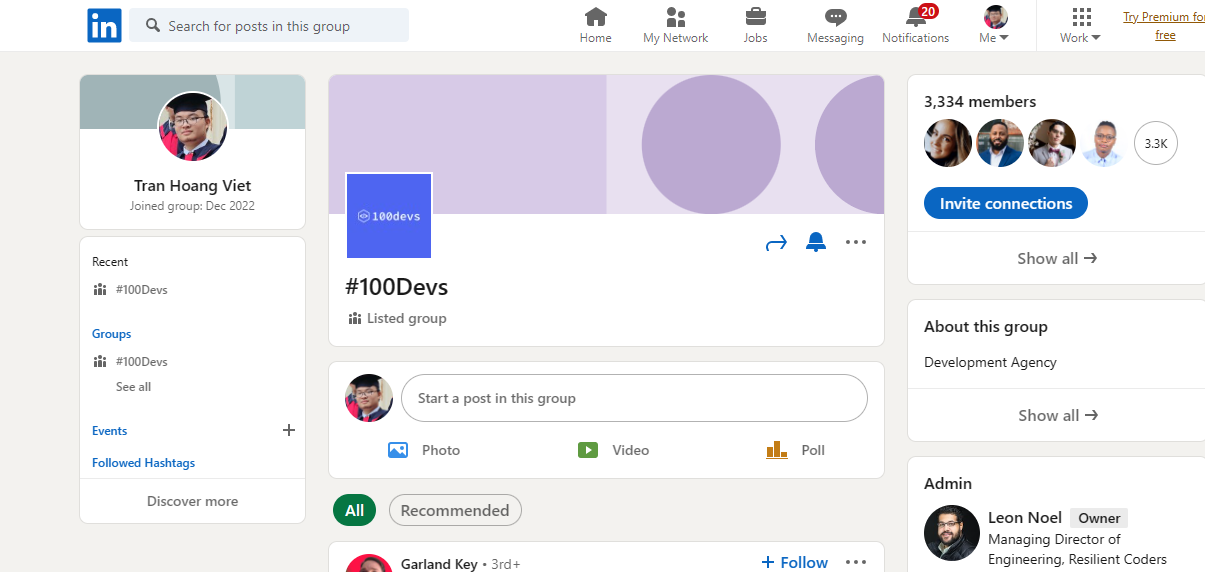 in
Search for posts in this group
Home
My Network
Jobs
Messaging
20
Notifications
Me
Work
Try Premium for
free
Tran Hoang Viet
Joined group: Dec 2022
Recent
#100Devs
Groups
#100Devs
See all
Events
Followed Hashtags
Discover more
</> 100devs
#100Devs
Listed group
Start a post in this group
Photo
Video
Poll
All
Recommended
Garland Key • 3rd+
+ Follow
3,334 members
3.3K
Invite connections
Show all →
About this group
Development Agency
Show all →
Admin
Leon Noel Owner
Managing Director of
Engineering, Resilient Coders